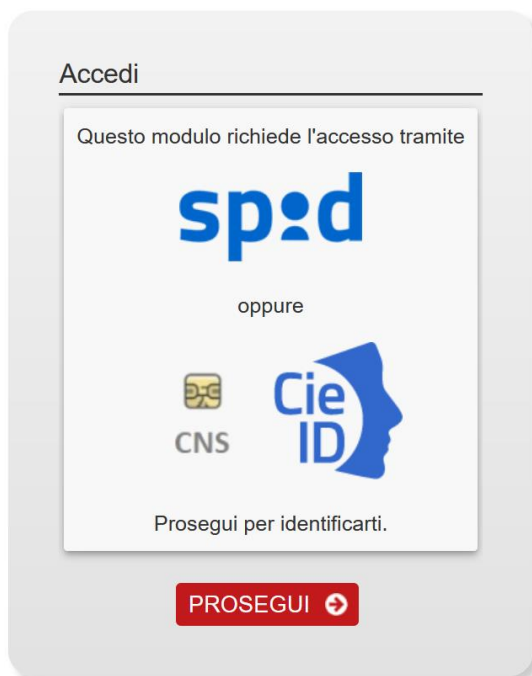 Accedi
Questo modulo richiede l'accesso tramite
spid
oppure
CNS
Cie
ID
Prosegui per identificarti.
PROSEGUI